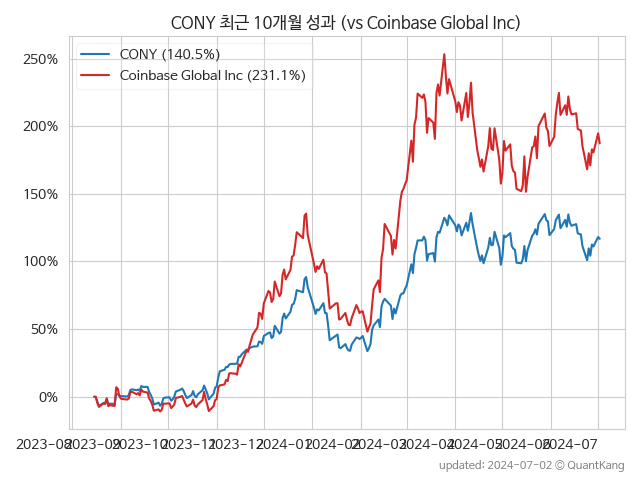 CONY 최근 10개월 성과 (vs Coinbase Global Inc)
CONY (140.5%)
Coinbase Global Inc (231.1%)
250%
200%
150%
100%
50%
0%
2023-08 2023-09 2023-10 2023-11 2023-12 2024-01 2024-02 2024-03 2024-04 2024-05 2024-06 2024-07
updated: 2024-07-02 © QuantKang